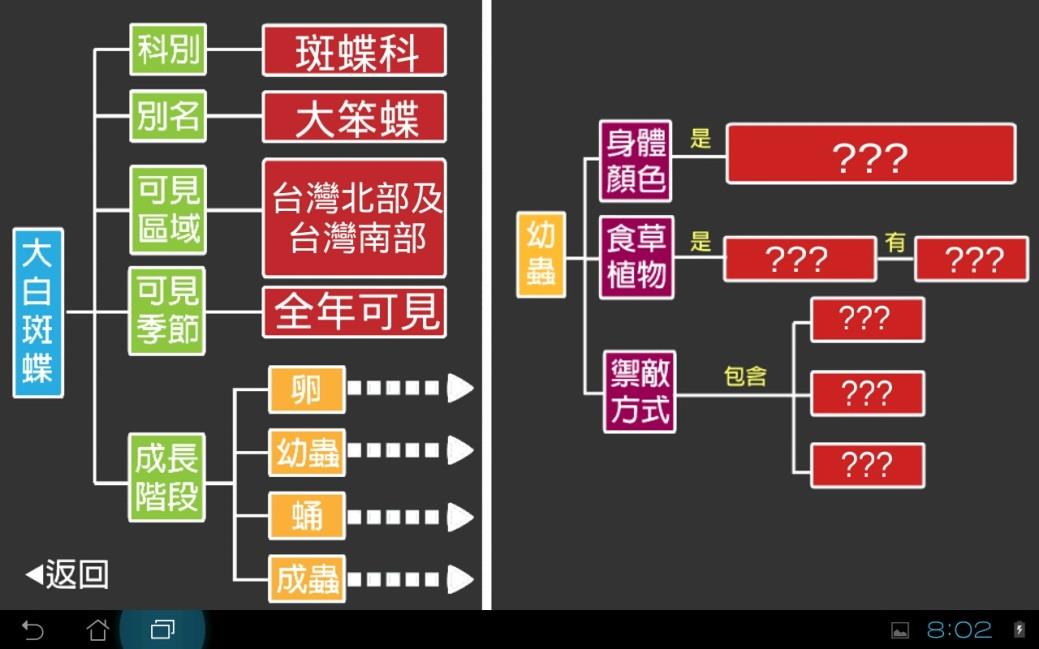 大白斑蝶
科別
斑蝶科
別名
大笨蝶
可見
區域
台灣北部及
台灣南部
可見
季節
全年可見
成長
階段
卵
幼蟲
蛹
成蟲
◀返回
幼蟲
身體
顏色
是
???
食草
植物
是
???
有
???
禦敵
方式
包含
???
???
???
8:02